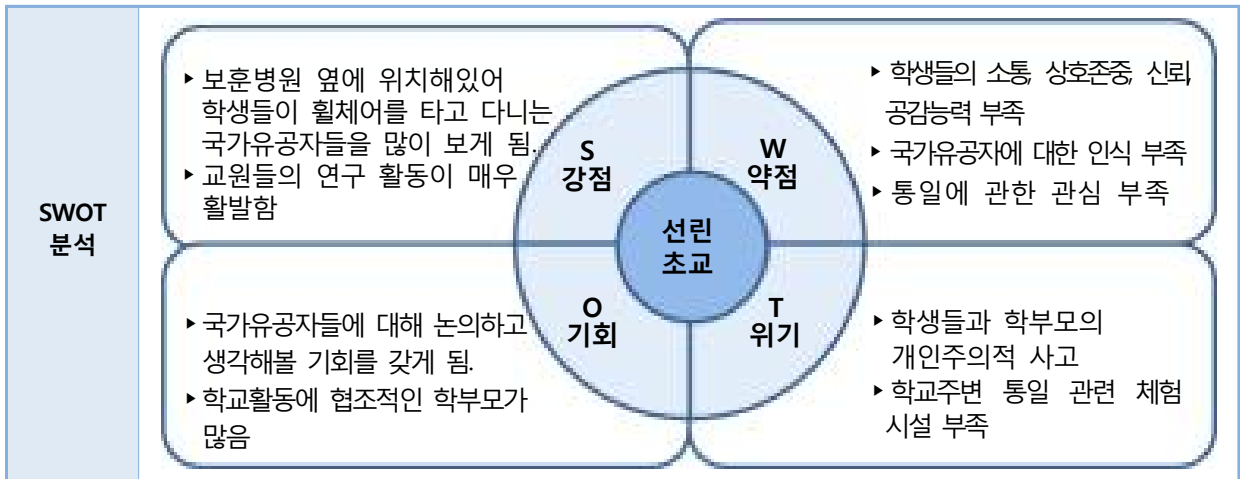 SWOT
분석
▸ 보훈병원 옆에 위치해있어
학생들이 휠체어를 타고 다니는
국가유공자들을 많이 보게 됨.
▸ 교원들의 연구 활동이 매우
활발함
S
강점
W
약점
▸ 학생들의 소통, 상호존중, 신뢰,
공감능력 부족
▸ 국가유공자에 대한 인식 부족
▸ 통일에 관한 관심 부족
선린
초교
▸ 국가유공자들에 대해 논의하고
생각해볼 기회를 갖게 됨.
▸ 학교활동에 협조적인 학부모가
많음
O
기회
T
위기
▸ 학생들과 학부모의
개인주의적 사고
▸ 학교주변 통일 관련 체험
시설 부족